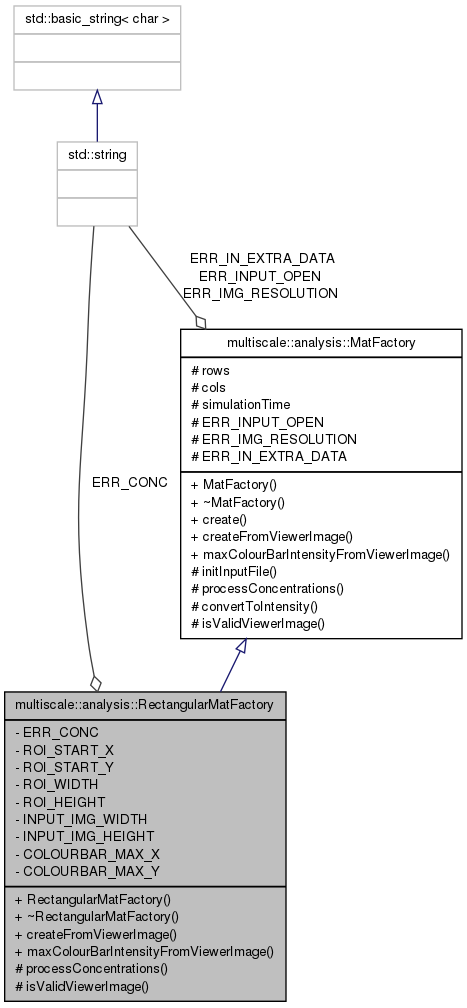 std::basic_string< char >
std::string
ERR_IN_EXTRA_DATA
ERR_INPUT_OPEN
ERR_IMG_RESOLUTION
multiscale::analysis::MatFactory
# rows
# cols
# simulationTime
# ERR_INPUT_OPEN
# ERR_IMG_RESOLUTION
# ERR_IN_EXTRA_DATA
+ MatFactory()
+ ~MatFactory()
+ create()
+ createFromViewerImage()
+ maxColourBarIntensityFromViewerImage()
# initInputFile()
# processConcentrations()
# convertToIntensity()
# isValidViewerImage()
ERR_CONC
multiscale::analysis::RectangularMatFactory
- ERR_CONC
- ROI_START_X
- ROI_START_Y
- ROI_WIDTH
- ROI_HEIGHT
- INPUT_IMG_WIDTH
- INPUT_IMG_HEIGHT
- COLOURBAR_MAX_X
- COLOURBAR_MAX_Y
+ RectangularMatFactory()
+ ~RectangularMatFactory()
+ createFromViewerImage()
+ maxColourBarIntensityFromViewerImage()
# processConcentrations()
# isValidViewerImage()